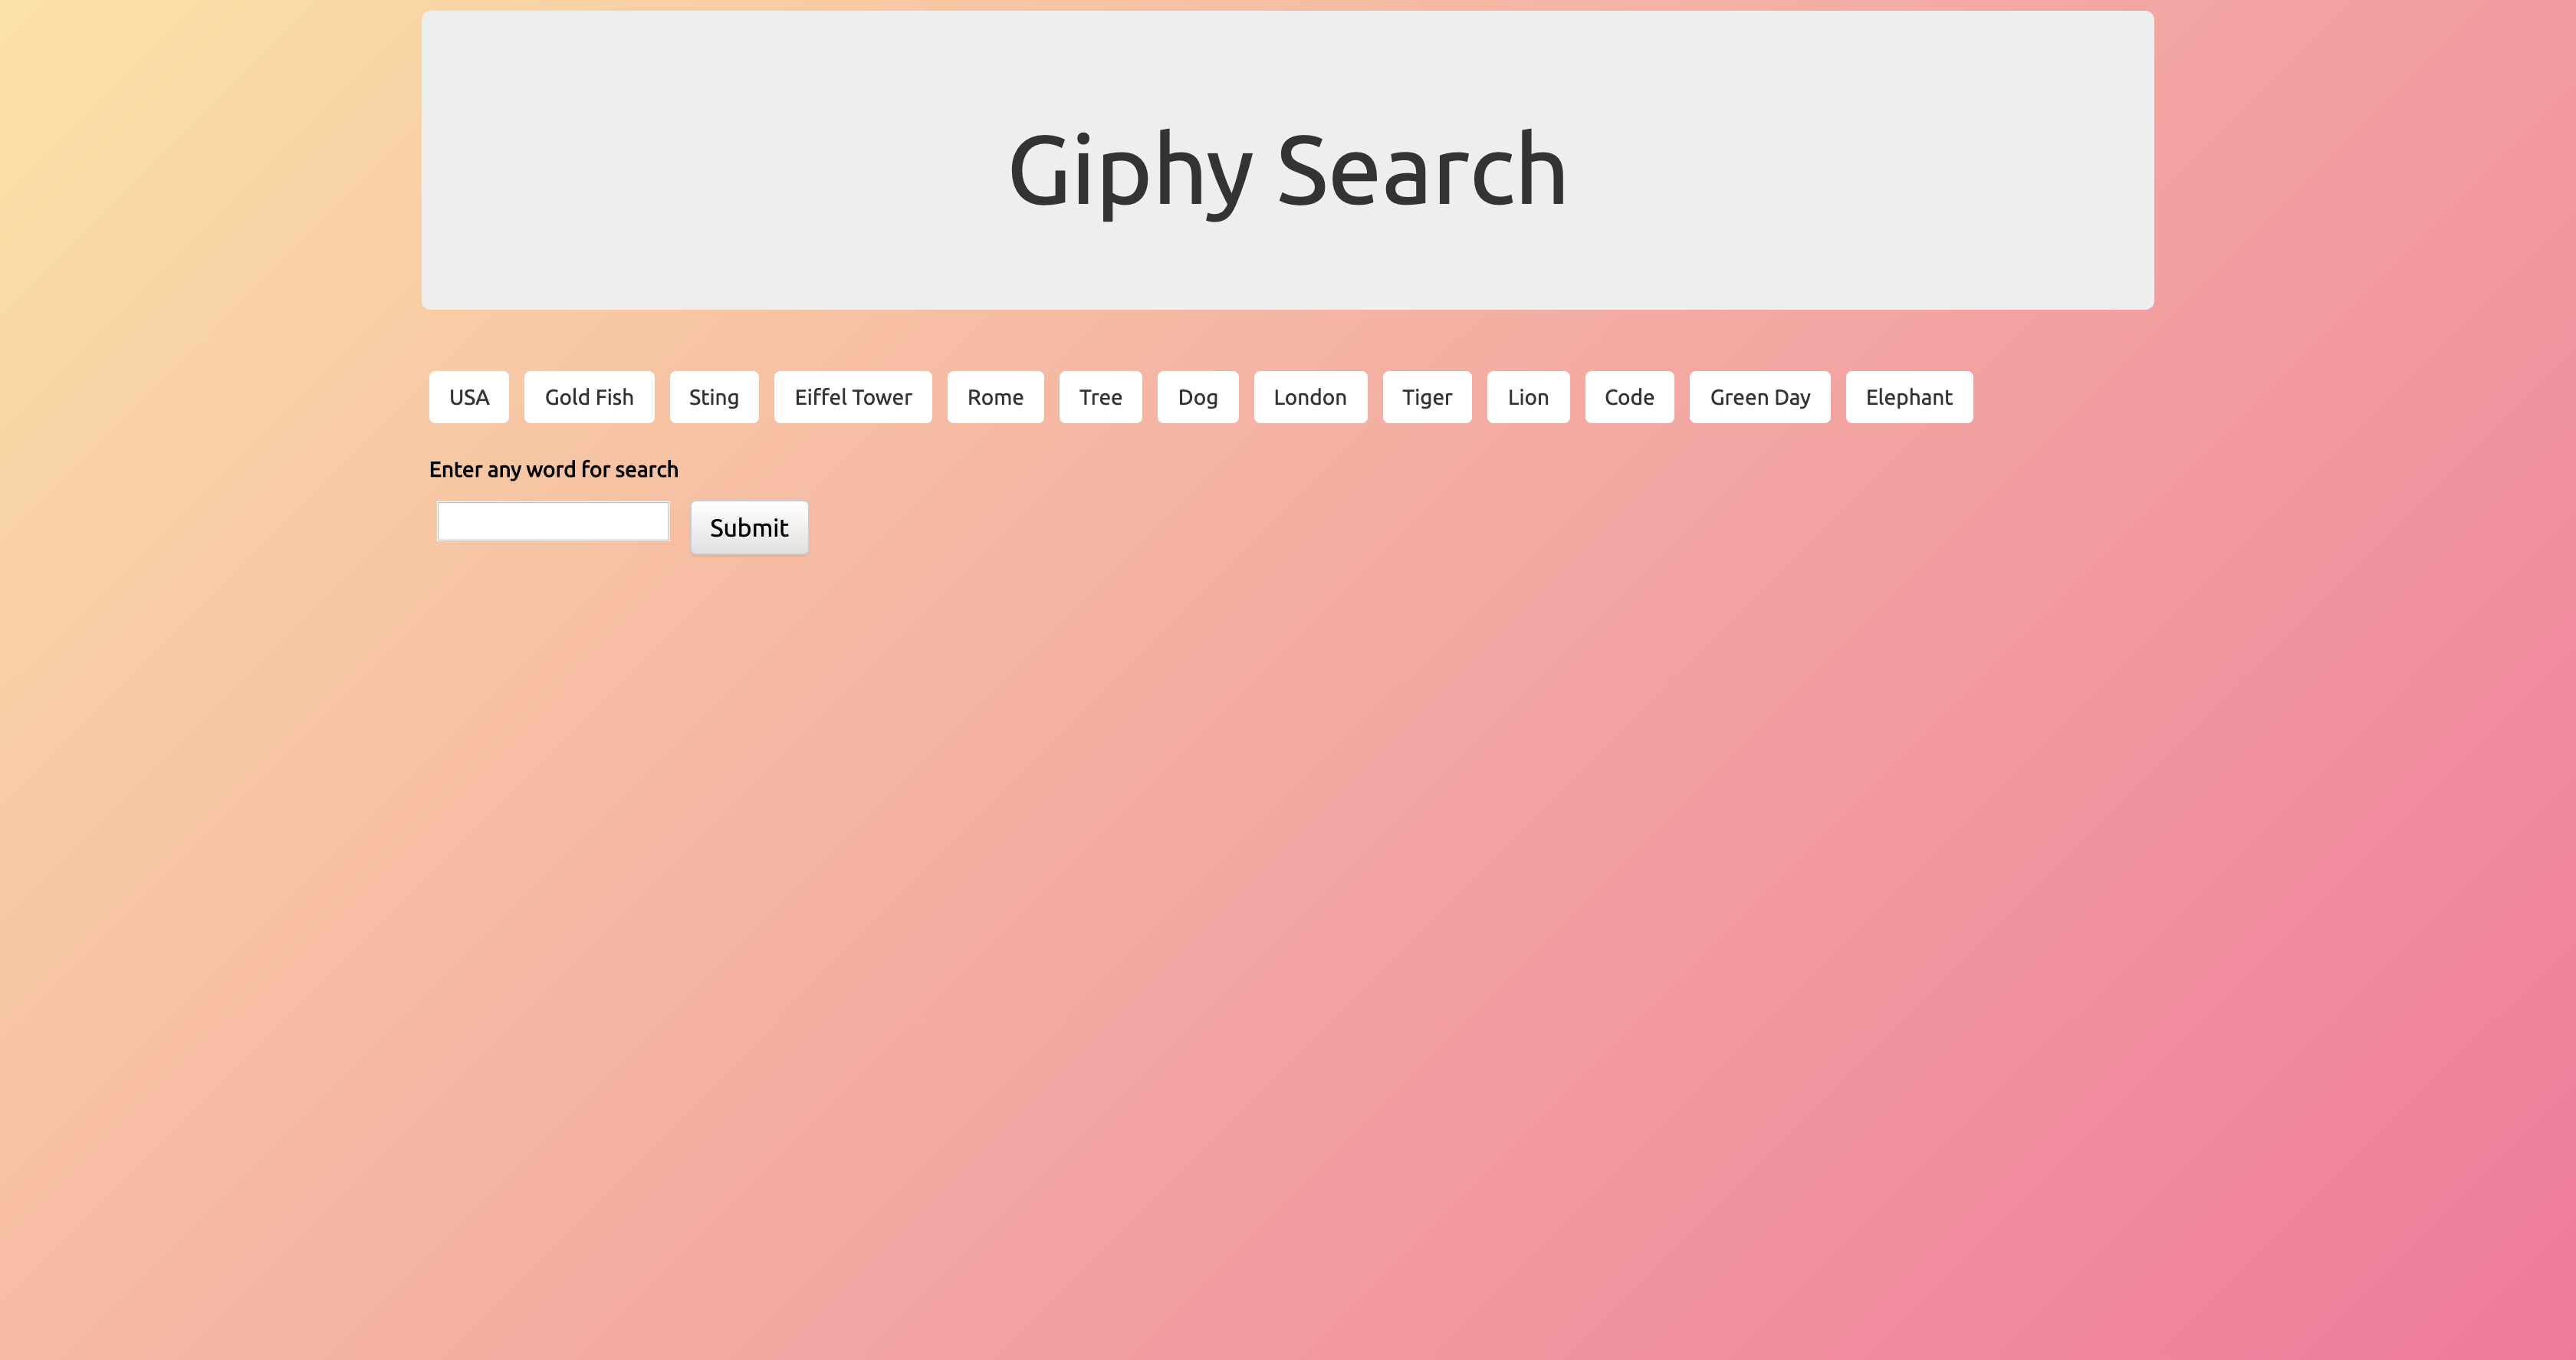 Giphy Search
USA Gold Fish Sting Eiffel Tower Rome Tree Dog London Tiger Lion Code Green Day Elephant
Enter any word for search
Submit